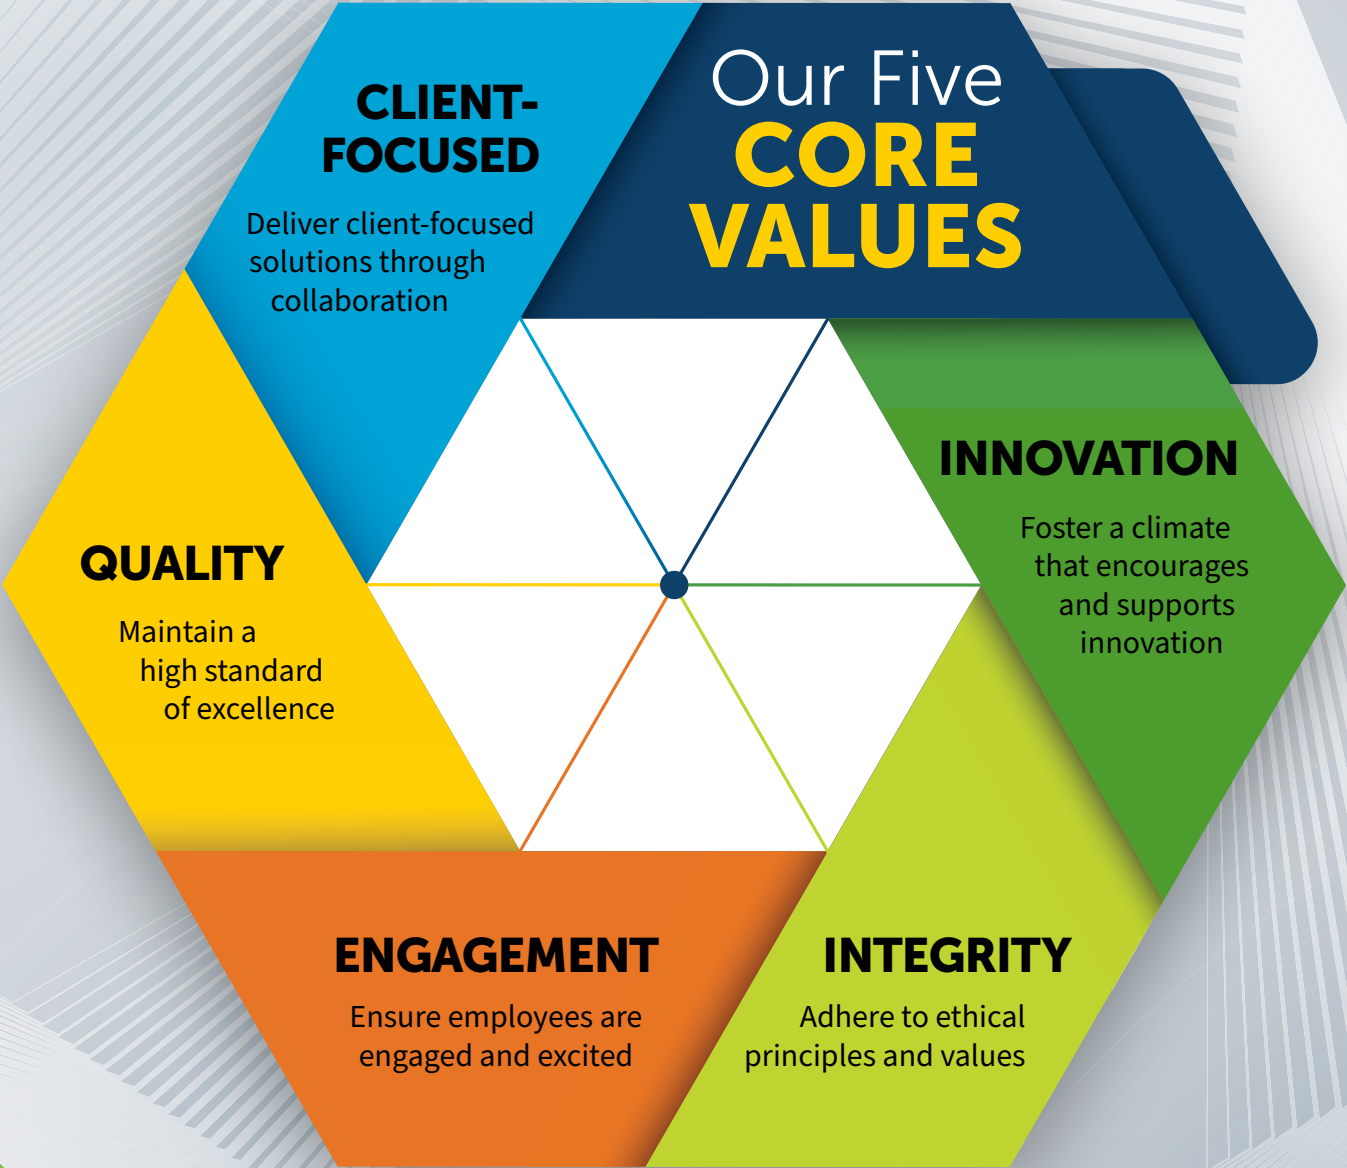 Our Five
CORE
VALUES
CLIENT-
FOCUSED
Deliver client-focused
solutions through
collaboration
INNOVATION
Foster a climate
that encourages
and supports
innovation
QUALITY
Maintain a
high standard
of excellence
ENGAGEMENT
Ensure employees are
engaged and excited
INTEGRITY
Adhere to ethical
principles and values